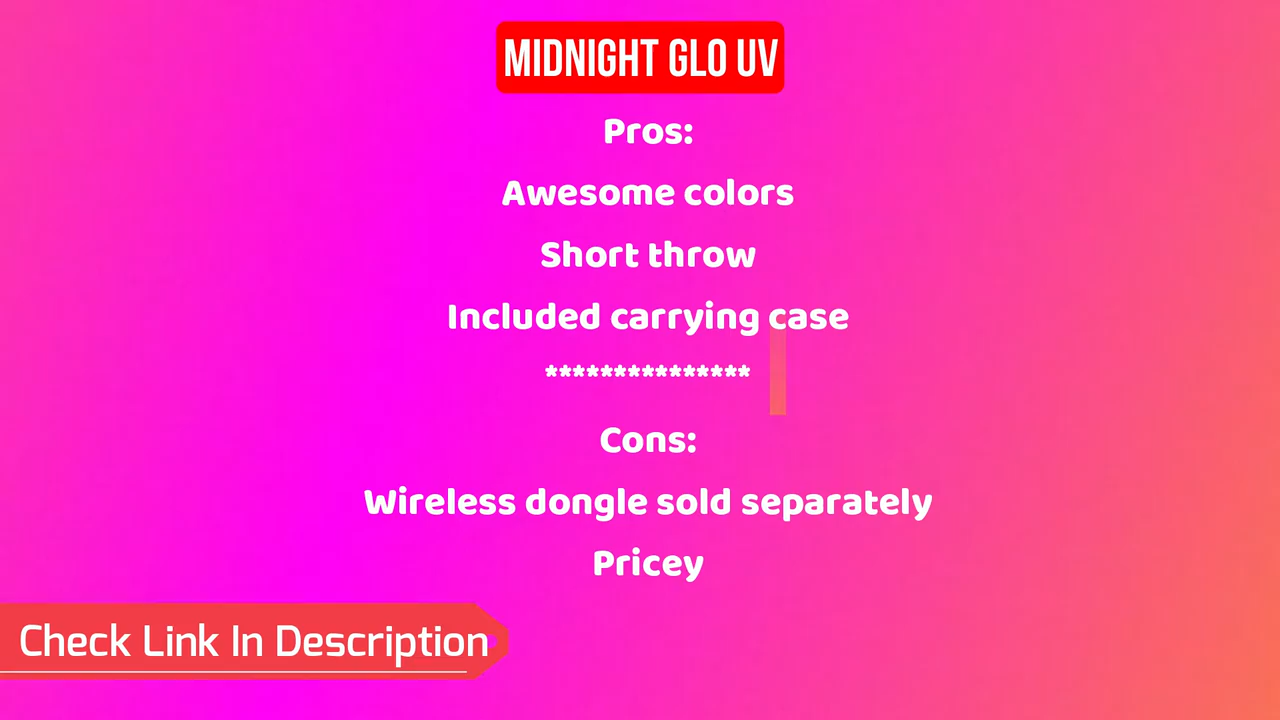 MIDNIGHT GLO UV
Pros:
Awesome colors
Short throw
Included carrying case
***************
Cons:
Wireless dongle sold separately
Pricey
Check Link In Description